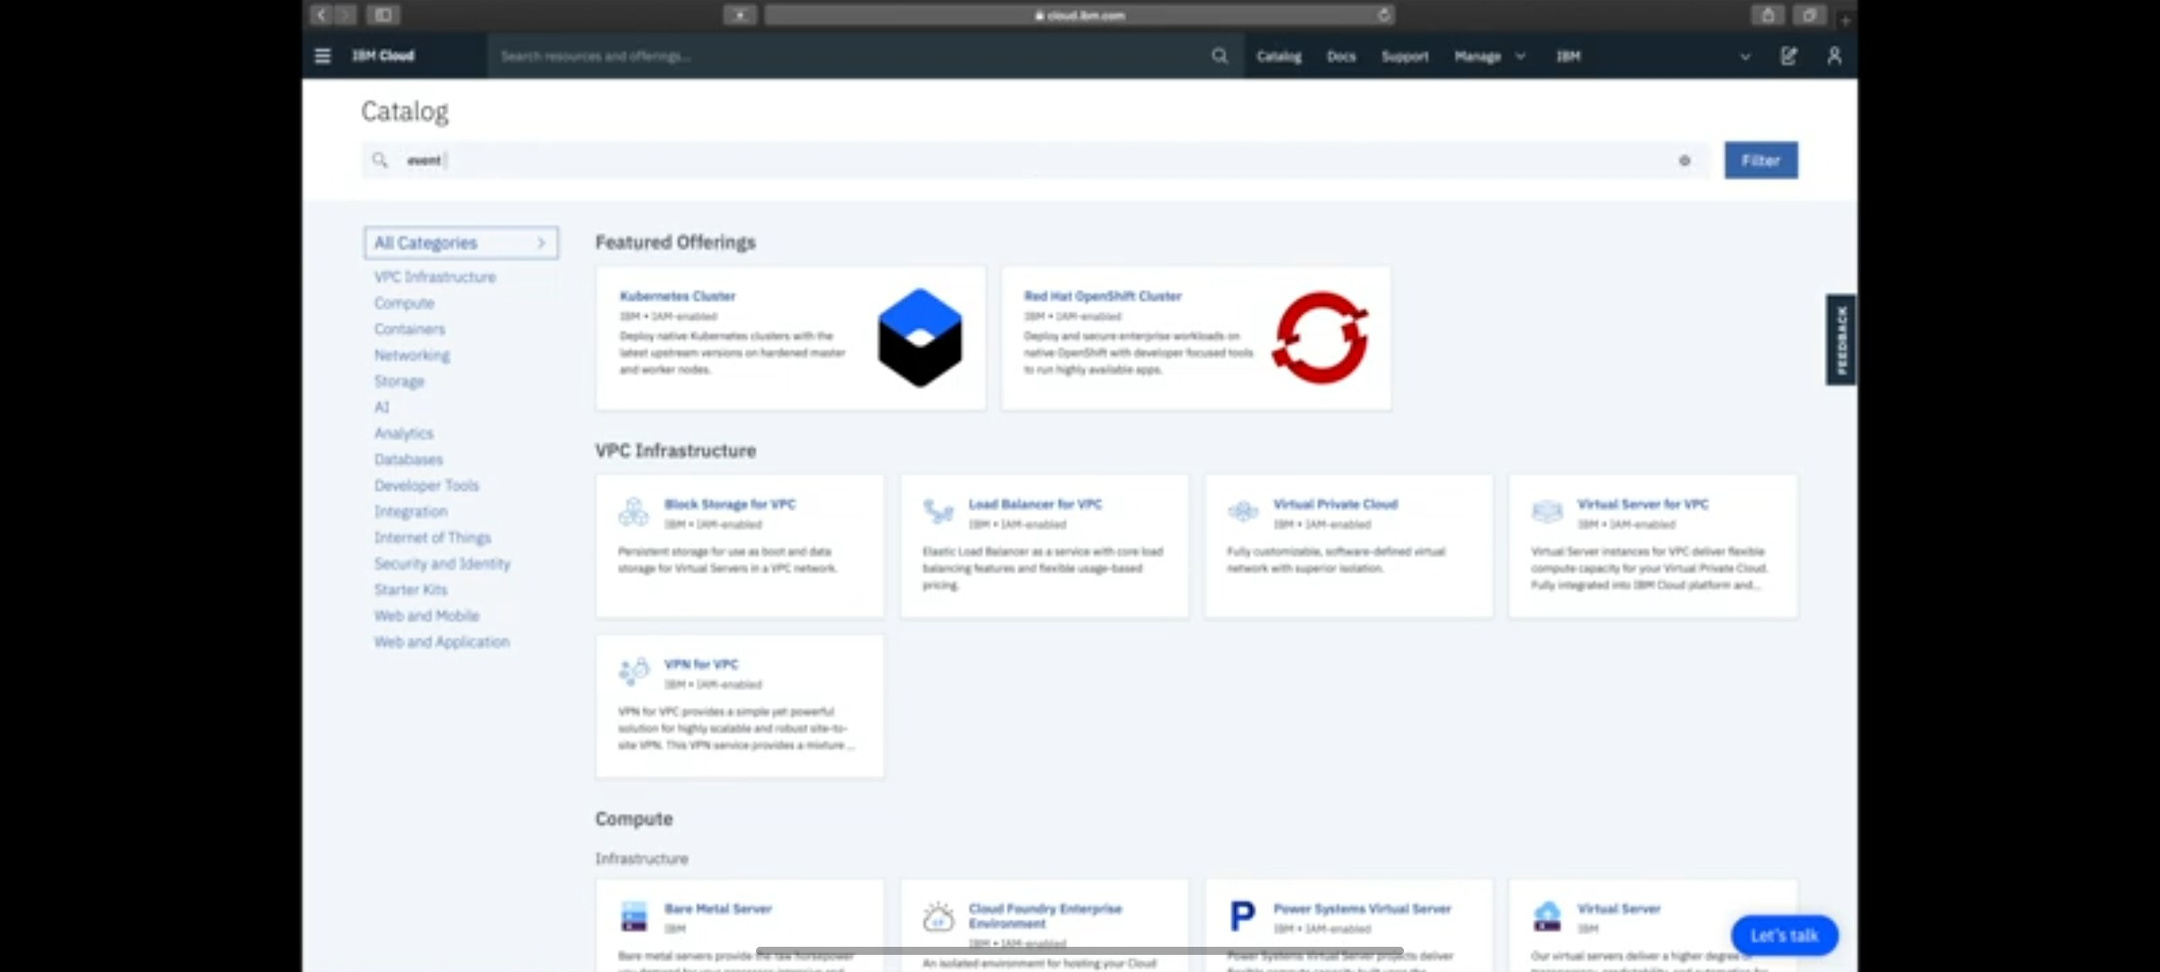 cloud.ibm.com
IBM Cloud
Search resources and offerings...
Catalog
Docs
Support
Manage
IBM
Catalog
event
Filter
All Categories
VPC Infrastructure
Compute
Containers
Networking
Storage
AI
Analytics
Databases
Developer Tools
Integration
Internet of Things
Security and Identity
Starter Kits
Web and Mobile
Web and Application
Featured Offerings
Kubernetes Cluster
IBM • IAM-enabled
Deploy native Kubernetes clusters with the
latest upstream versions on hardened master
and worker nodes.
Red Hat OpenShift Cluster
IBM • IAM-enabled
Deploy and secure enterprise workloads on
native OpenShift with developer focused tools
to run highly available apps.
FEEDBACK
VPC Infrastructure
Block Storage for VPC
IBM • IAM-enabled
Persistent storage for use as boot and data
storage for Virtual Servers in a VPC network.
Load Balancer for VPC
IBM • IAM-enabled
Elastic Load Balancer as a service with core load
balancing features and flexible usage-based
pricing.
Virtual Private Cloud
IBM • IAM-enabled
Fully customizable, software-defined virtual
network with superior isolation.
Virtual Server for VPC
IBM • IAM-enabled
Virtual Server instances for VPC deliver flexible
compute capacity for your Virtual Private Cloud.
Fully integrated into IBM Cloud platform and...
VPN for VPC
IBM • IAM-enabled
VPN for VPC provides a simple yet powerful
solution for highly scalable and robust site-to-
site VPN. This VPN service provides a mixture ...
Compute
Infrastructure
Bare Metal Server
IBM
Bare metal servers provide the raw horsepower
Cloud Foundry Enterprise
Environment
IBM • IAM-enabled
An isolated environment for hosting your Cloud
Power Systems Virtual Server
IBM • IAM-enabled
Power Systems Virtual Server projects deliver
Virtual Server
IBM
Our virtual servers deliver a higher degree
Let's talk